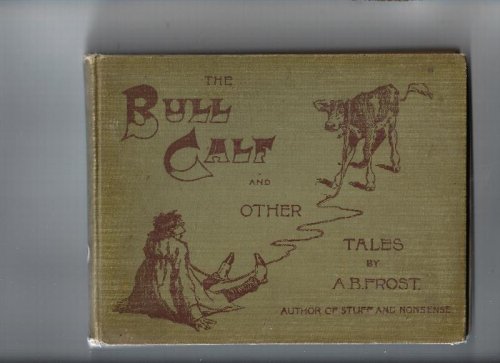 THE
BULL
CALF
AND
OTHER
TALES
BY
A.B. FROST.
AUTHOR OF STUFF AND NONSENSE